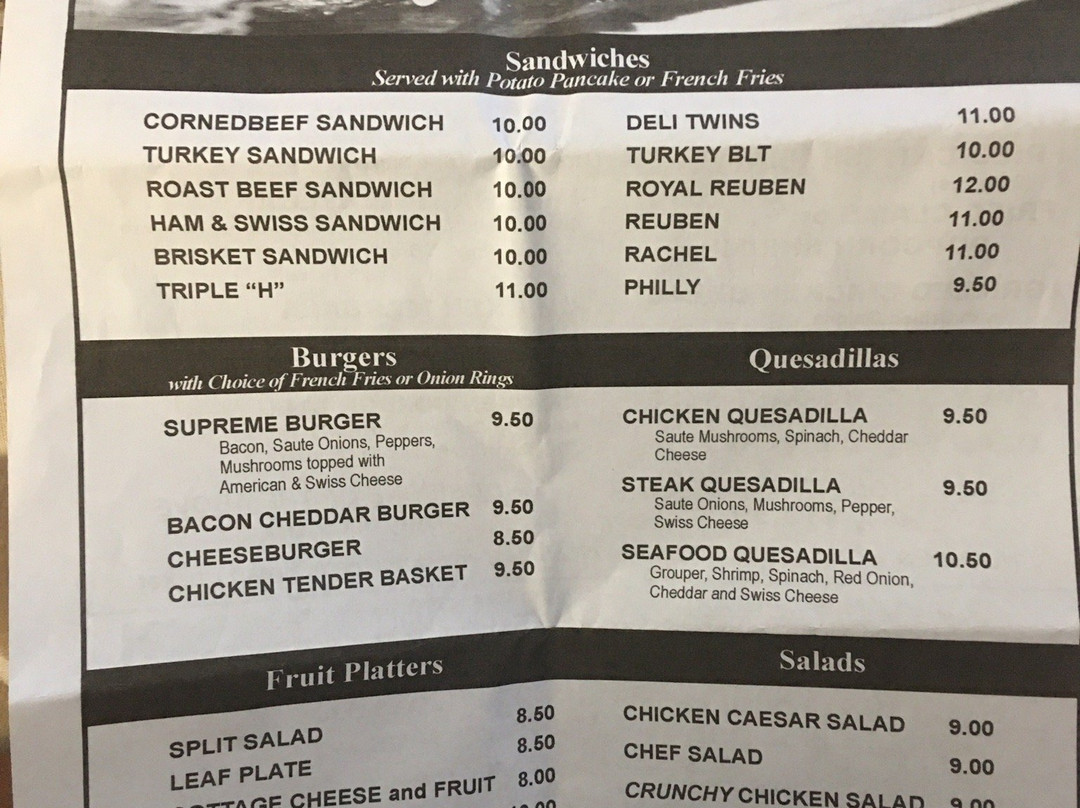 Sandwiches
Served with Potato Pancake or French Fries
CORNEDBEEF SANDWICH 10.00
TURKEY SANDWICH 10.00
ROAST BEEF SANDWICH 10.00
HAM & SWISS SANDWICH 10.00
BRISKET SANDWICH 10.00
TRIPLE “H” 11.00
DELI TWINS 11.00
TURKEY BLT 10.00
ROYAL REUBEN 12.00
REUBEN 11.00
RACHEL 11.00
PHILLY 9.50
Burgers
with Choice of French Fries or Onion Rings
SUPREME BURGER 9.50
Bacon, Saute Onions, Peppers,
Mushrooms topped with
American & Swiss Cheese
BACON CHEDDAR BURGER 9.50
CHEESEBURGER 8.50
CHICKEN TENDER BASKET 9.50
Quesadillas
CHICKEN QUESADILLA 9.50
Saute Mushrooms, Spinach, Cheddar
Cheese
STEAK QUESADILLA 9.50
Saute Onions, Mushrooms, Pepper,
Swiss Cheese
SEAFOOD QUESADILLA 10.50
Grouper, Shrimp, Spinach, Red Onion,
Cheddar and Swiss Cheese
Fruit Platters
SPLIT SALAD 8.50
LEAF PLATE 8.50
CHEESE and FRUIT 8.00
Salads
CHICKEN CAESAR SALAD 9.00
CHEF SALAD 9.00
CRUNCHY CHICKEN SALAD 9.00